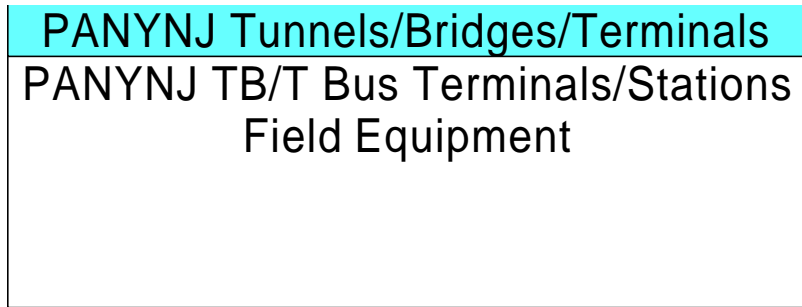 PANYNJ Tunnels/Bridges/Terminals
PANYNJ TB/T Bus Terminals/Stations
Field Equipment